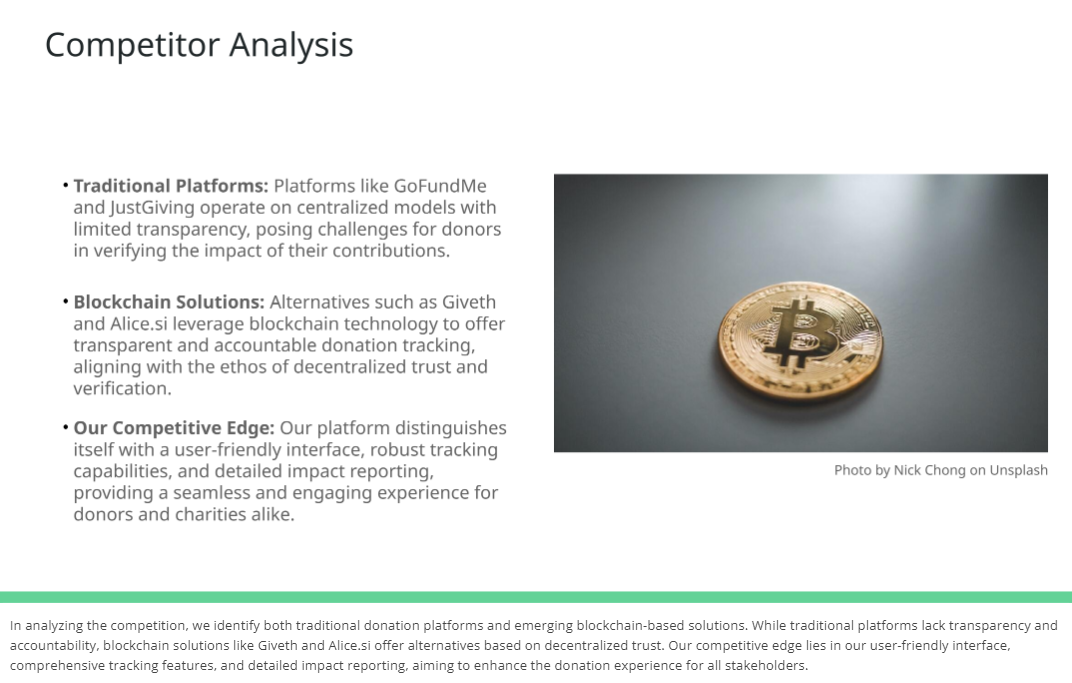 Competitor Analysis
• Traditional Platforms: Platforms like GoFundMe
and JustGiving operate on centralized models with
limited transparency, posing challenges for donors
in verifying the impact of their contributions.
• Blockchain Solutions: Alternatives such as Giveth
and Alice.si leverage blockchain technology to offer
transparent and accountable donation tracking,
aligning with the ethos of decentralized trust and
verification.
• Our Competitive Edge: Our platform distinguishes
itself with a user-friendly interface, robust tracking
capabilities, and detailed impact reporting,
providing a seamless and engaging experience for
donors and charities alike.
Photo by Nick Chong on Unsplash
In analyzing the competition, we identify both traditional donation platforms and emerging blockchain-based solutions. While traditional platforms lack transparency and
accountability, blockchain solutions like Giveth and Alice.si offer alternatives based on decentralized trust. Our competitive edge lies in our user-friendly interface,
comprehensive tracking features, and detailed impact reporting, aiming to enhance the donation experience for all stakeholders.